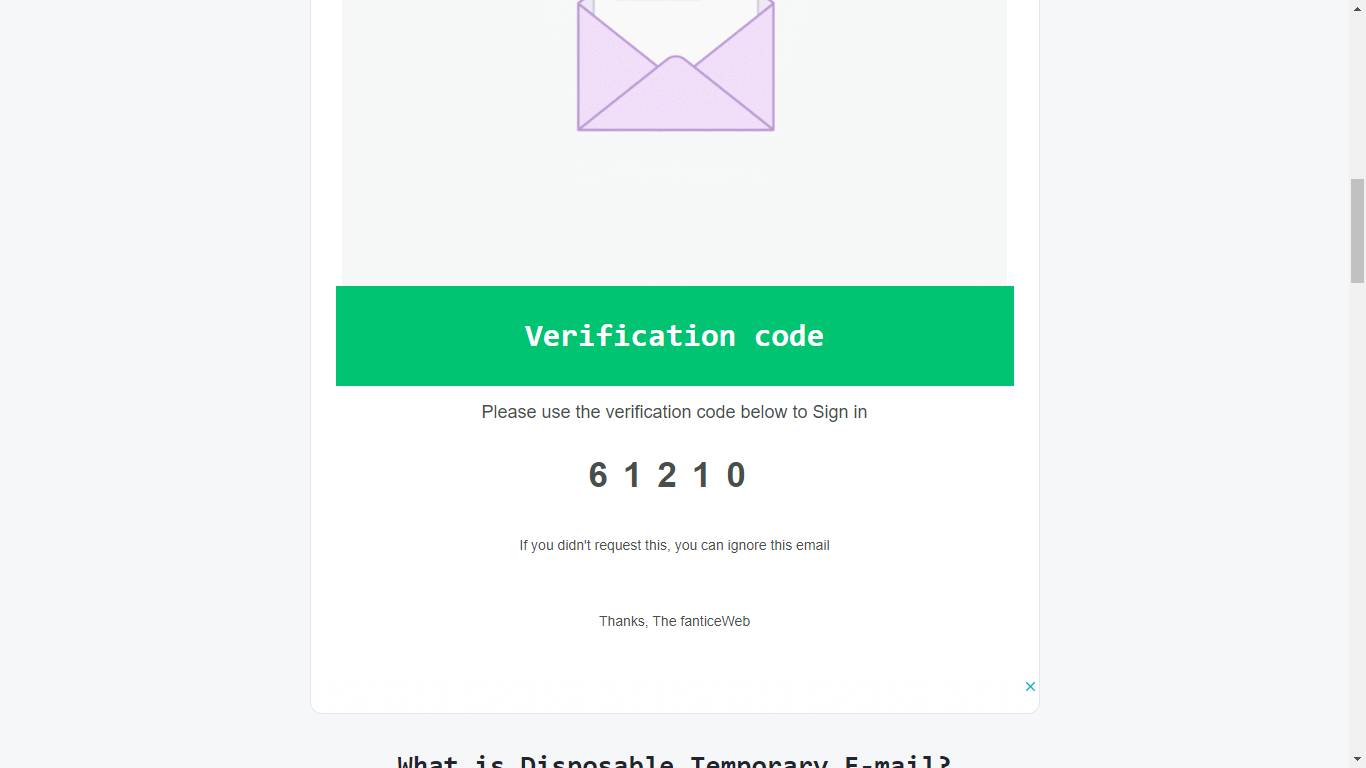 Verification code
Please use the verification code below to Sign in
6 1 2 1 0
If you didn't request this, you can ignore this email
Thanks, The fanticeWeb
What is Disposable Temporary E-mail?